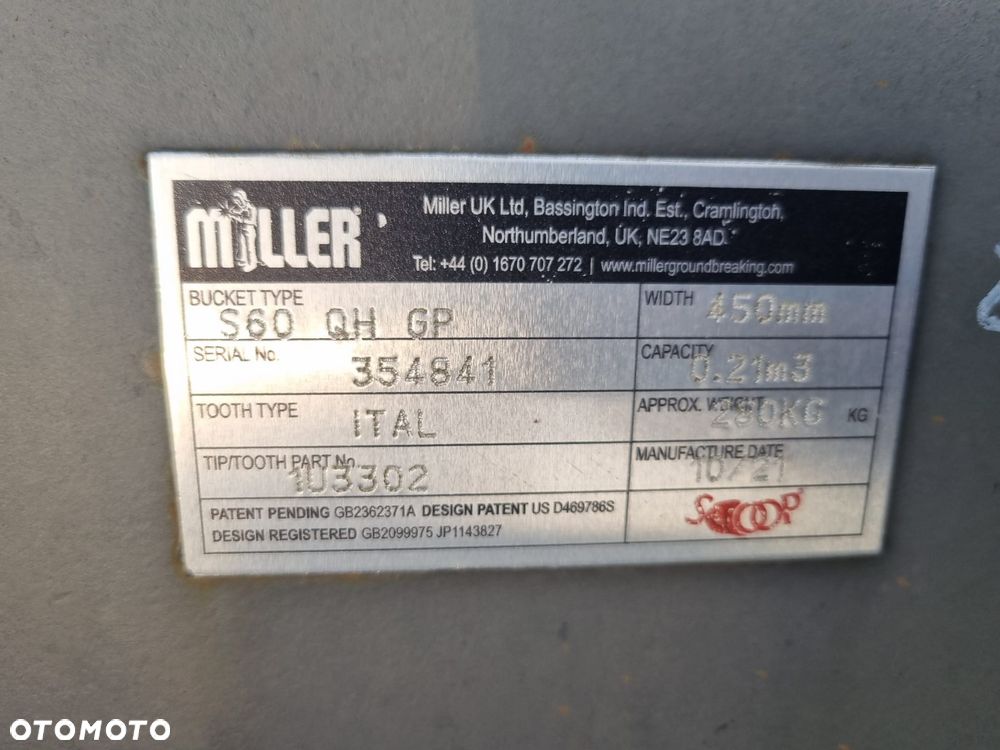 MILLER
Miller UK Ltd, Bassington Ind. Est., Cramlington,
Northumberland, UK, NE23 8AD.
Tel: +44 (0) 1670 707 272 | www.millergroundbreaking.com
BUCKET TYPE S60 QH GP
WIDTH 450mm
SERIAL No. 354841
CAPACITY 0.21m3
TOOTH TYPE ITAL
APPROX. WEIGHT KG
TIP/TOOTH PART No. 1U3302
MANUFACTURE DATE 10/21
PATENT PENDING GB2362371A DESIGN PATENT US D469786S
DESIGN REGISTERED GB2099975 JP1143827
OTOMOTO